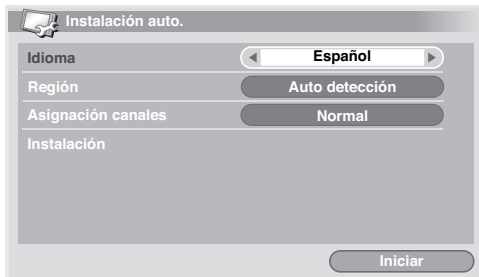 Instalación auto.
Idioma Español
Región Auto detección
Asignación canales Normal
Instalación
Iniciar